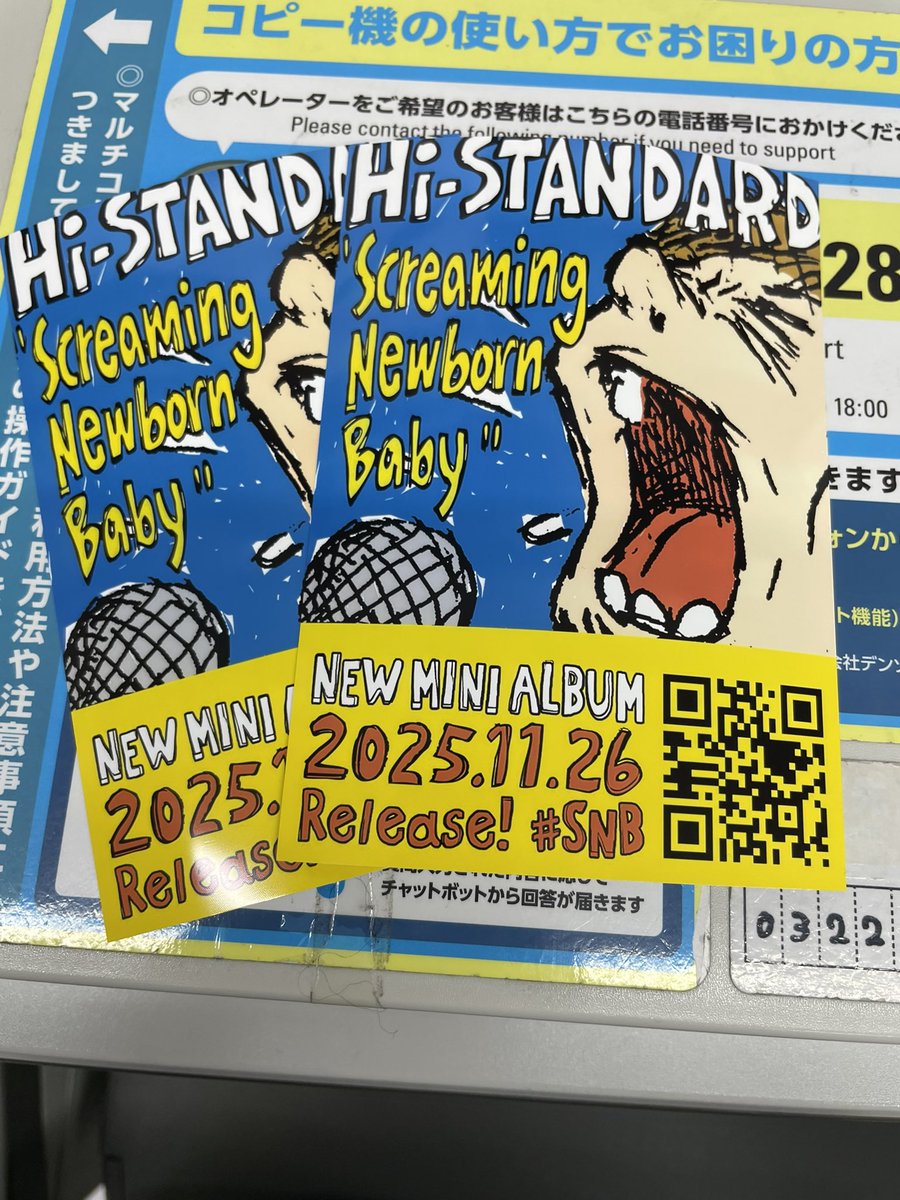 コピー機の使い方でお困りの方
◎オペレーターをご希望のお客様はこちらの電話番号におかけくださ
Please contact the following number if you need to support
◎マルチコ
つきまして
操作ガイド
利用方法や注意事項
28
18:00
きます
ォンか
ト機能)
会社デンソ
Hi-STAND
"Screaming
Newborn
Baby"
NEW MINI
2025.
Release
Hi-STANDARD
"Screaming
Newborn
Baby"
NEW MINI ALBUM
2025.11.26
Release! #SNB
チャットボットから回答が届きます
0322